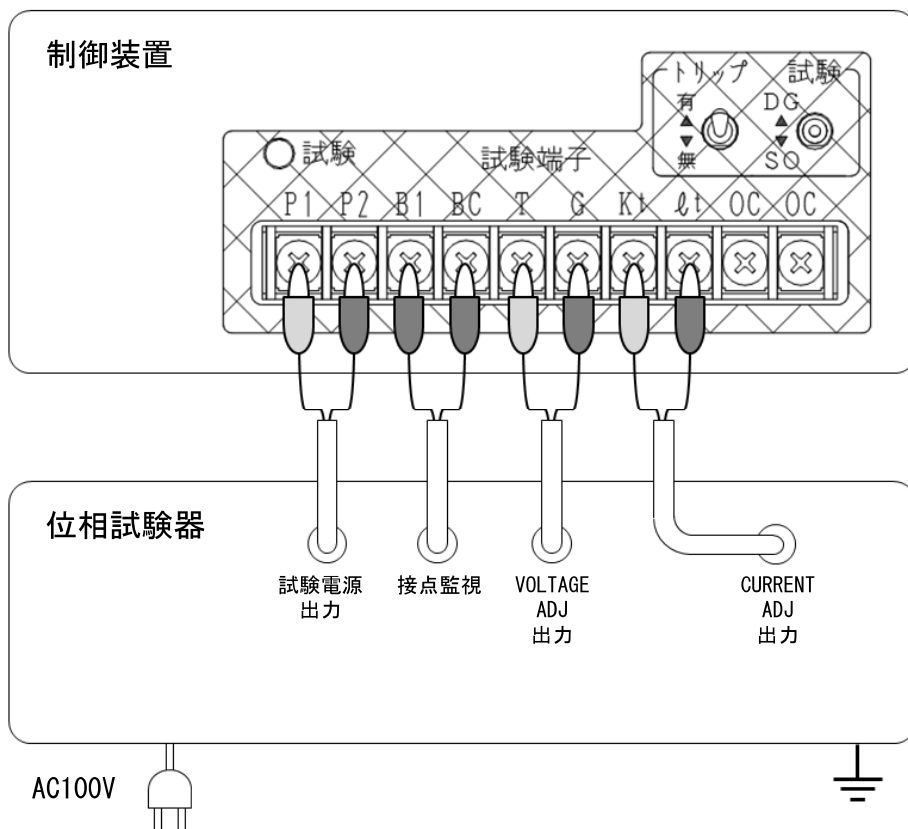 制御装置
トリップ 試験
有 DG
無 SO
試験 試験端子
P1 P2 B1 BC T G Kt ℓt OC OC
位相試験器
試験電源
出力
接点監視
VOLTAGE
ADJ
出力
CURRENT
ADJ
出力
AC100V